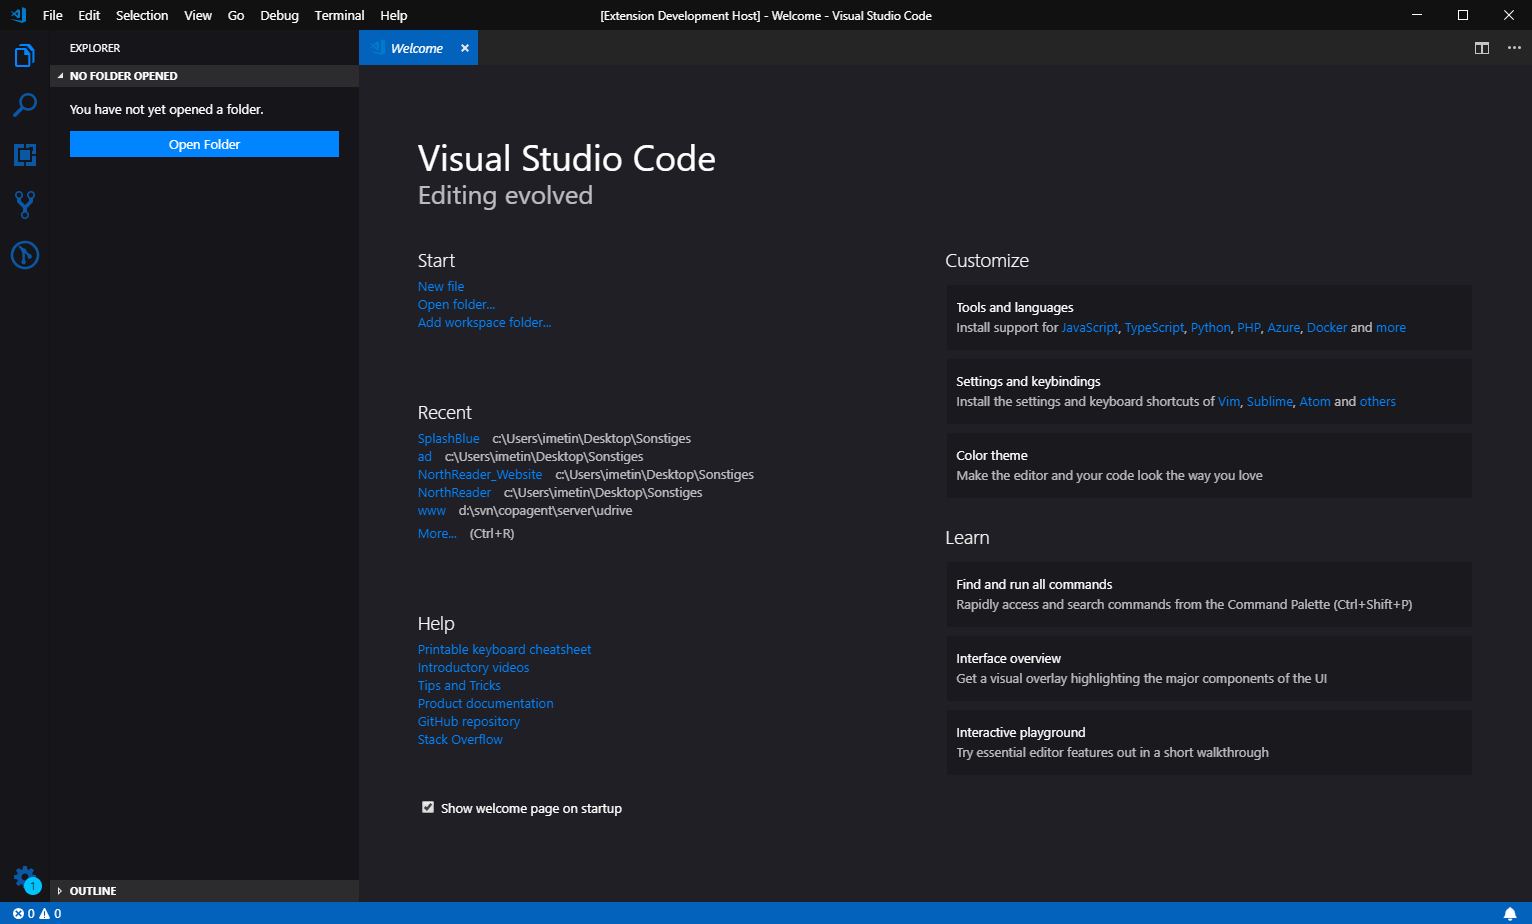 File Edit Selection View Go Debug Terminal Help [Extension Development Host] - Welcome - Visual Studio Code
EXPLORER
NO FOLDER OPENED
You have not yet opened a folder.
Open Folder
OUTLINE
Welcome
Visual Studio Code
Editing evolved
Start
New file
Open folder...
Add workspace folder...
Recent
SplashBlue c:\Users\imetin\Desktop\Sonstiges
ad c:\Users\imetin\Desktop\Sonstiges
NorthReader_Website c:\Users\imetin\Desktop\Sonstiges
NorthReader c:\Users\imetin\Desktop\Sonstiges
www d:\svn\copagent\server\udrive
More... (Ctrl+R)
Help
Printable keyboard cheatsheet
Introductory videos
Tips and Tricks
Product documentation
GitHub repository
Stack Overflow
Show welcome page on startup
Customize
Tools and languages
Install support for JavaScript, TypeScript, Python, PHP, Azure, Docker and more
Settings and keybindings
Install the settings and keyboard shortcuts of Vim, Sublime, Atom and others
Color theme
Make the editor and your code look the way you love
Learn
Find and run all commands
Rapidly access and search commands from the Command Palette (Ctrl+Shift+P)
Interface overview
Get a visual overlay highlighting the major components of the UI
Interactive playground
Try essential editor features out in a short walkthrough
1
0 0